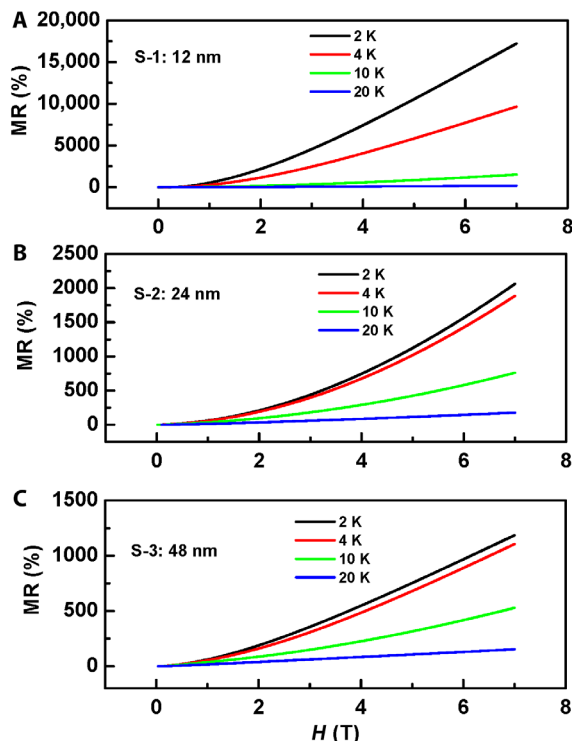 A
MR (%)
20,000
15,000
10,000
5000
0
S-1: 12 nm
2 K
4 K
10 K
20 K
0 2 4 6 8
B
MR (%)
2500
2000
1500
1000
500
0
S-2: 24 nm
2 K
4 K
10 K
20 K
0 2 4 6 8
C
MR (%)
1500
1000
500
0
S-3: 48 nm
2 K
4 K
10 K
20 K
0 2 4 6 8
H (T)